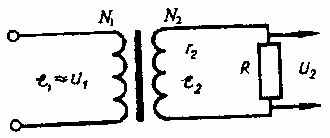 N₁ N₂
e₁≈u₁
r₂
e₂
R
U₂